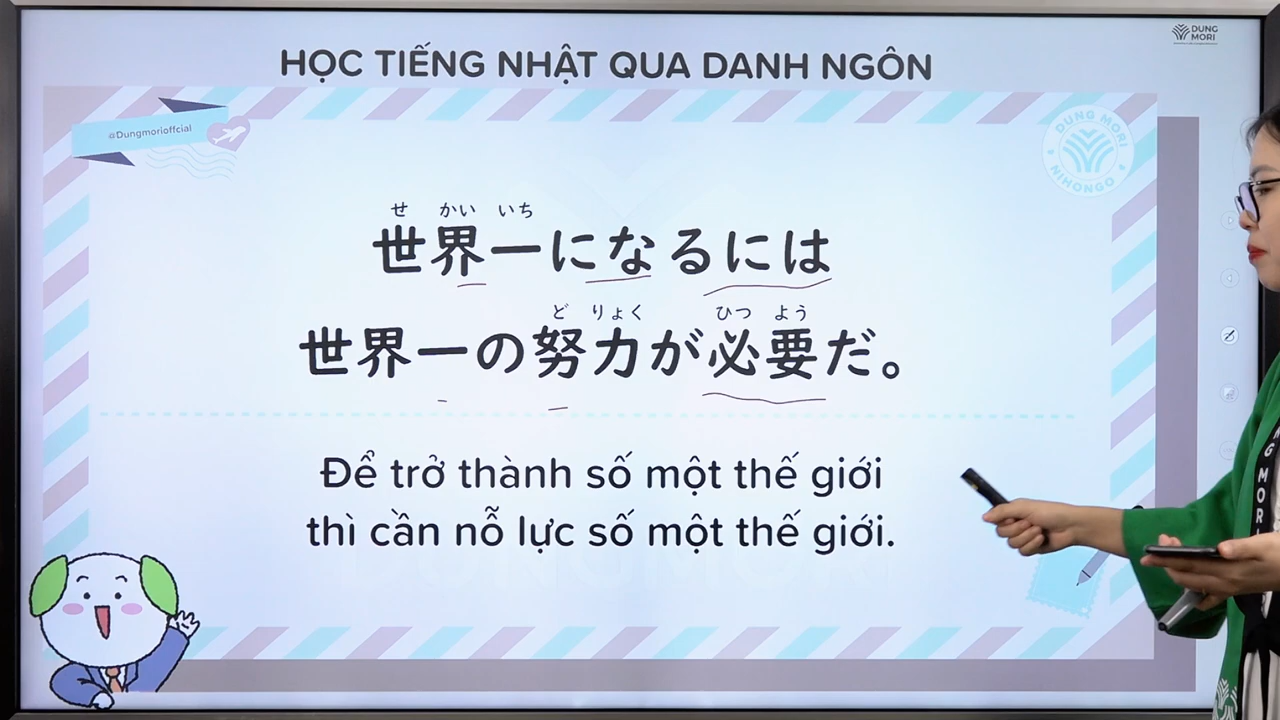 DUNG
MORI
HỌC TIẾNG NHẬT QUA DANH NGÔN
@Dungmorioffcial
DUNG MORI
NIHONGO
せ かい いち
世界一になるには
ど りょく ひつ よう
世界一の努力が必要だ。
Để trở thành số một thế giới
thì cần nỗ lực số một thế giới.